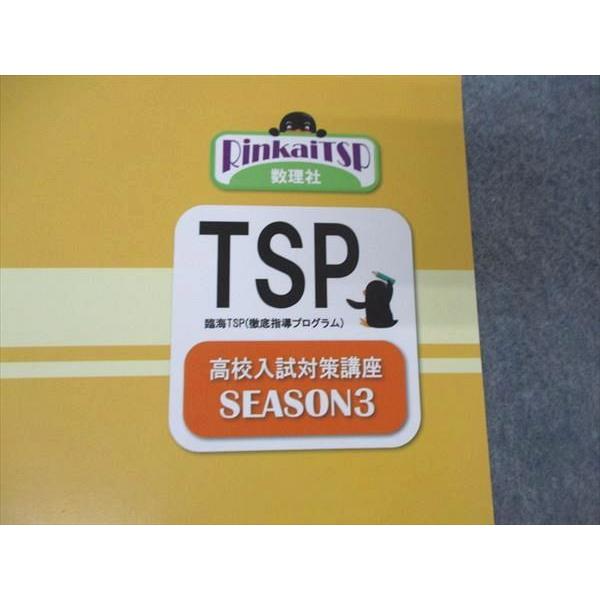 RinkaiTSP
数理社
TSP
臨海TSP(徹底指導プログラム)
高校入試対策講座
SEASON3